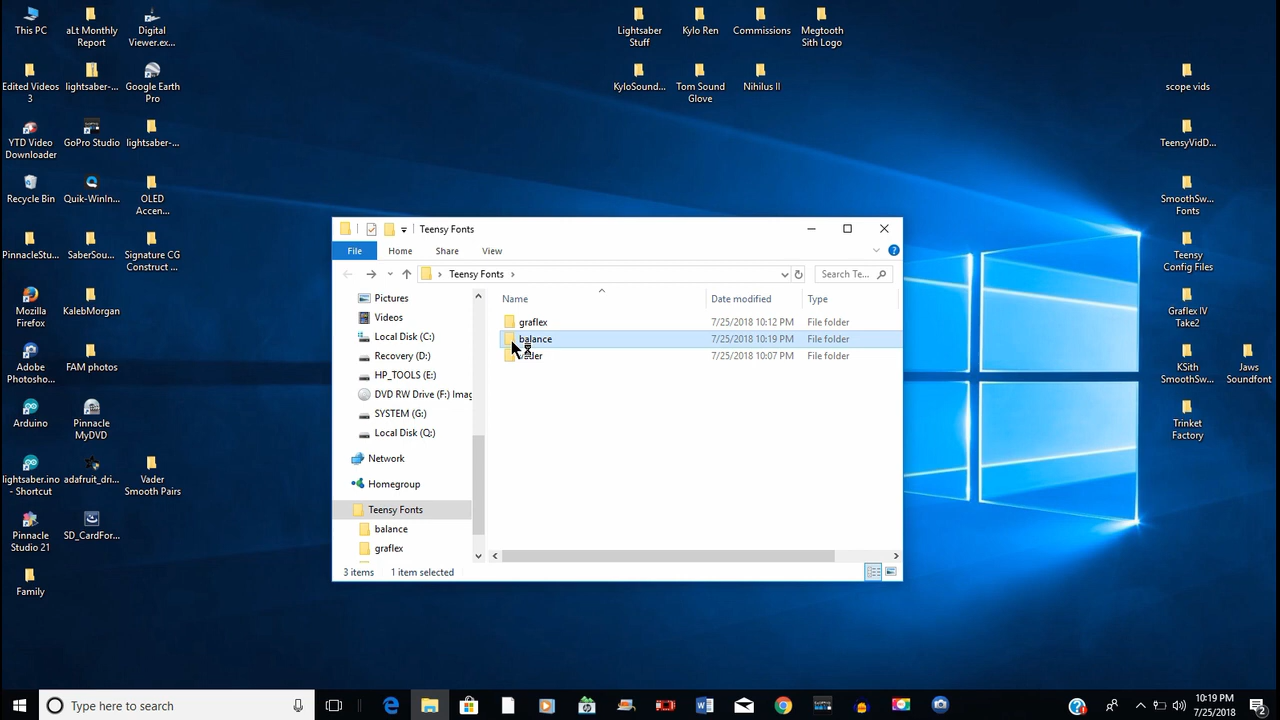 This PC
aLt Monthly
Report
Digital
Viewer.ex...
Lightsaber
Stuff
Kylo Ren
Commissions
Megtooth
Sith Logo
Edited Videos
3
lightsaber-...
Google Earth
Pro
KyloSound...
Tom Sound
Glove
Nihilus II
scope vids
YTD Video
Downloader
GoPro Studio
lightsaber-...
TeensyVidD...
Recycle Bin
Quik-WinIn...
OLED
Accen...
SmoothSw...
Fonts
PinnacleStu...
SaberSou...
Signature CG
Construct ...
Teensy
Config Files
Mozilla
Firefox
KalebMorgan
Graflex IV
Take2
Adobe
Photosho...
FAM photos
KSith
SmoothSw...
Jaws
Soundfont
Arduino
Pinnacle
MyDVD
Trinket
Factory
lightsaber.ino
- Shortcut
adafruit_dri...
Vader
Smooth Pairs
Pinnacle
Studio 21
SD_CardFor...
Family
Teensy Fonts
File
Home
Share
View
Teensy Fonts
Search Te...
Name
Date modified
Type
Pictures
Videos
Local Disk (C:)
Recovery (D:)
HP_TOOLS (E:)
DVD RW Drive (F:) Imag
SYSTEM (G:)
Local Disk (Q:)
Network
Homegroup
Teensy Fonts
balance
graflex
graflex 7/25/2018 10:12 PM File folder
balance 7/25/2018 10:19 PM File folder
7/25/2018 10:07 PM File folder
3 items 1 item selected
Type here to search
10:19 PM
7/25/2018
2